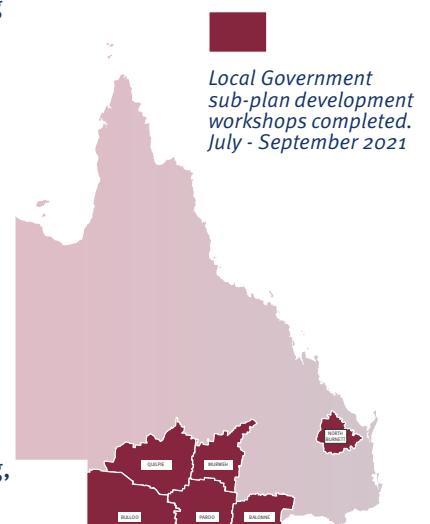 g
Local Government
sub-plan development
workshops completed.
July - September 2021
g,
NORTH
BURNETT
QUILPIE
MURWEH
BULLOO
PAROO
BALONNE